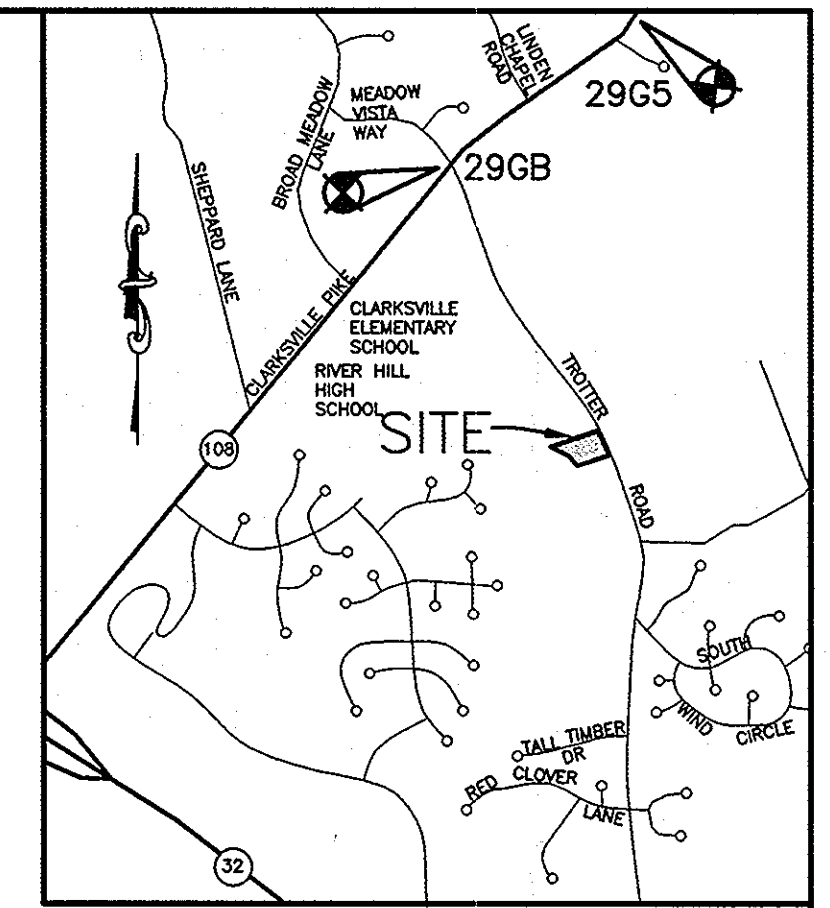 LINDEN
CHAPEL
ROAD
29G5
MEADOW
VISTA
WAY
BROAD MEADOW
LANE
29GB
SHEPPARD LANE
CLARKSVILLE PIKE
CLARKSVILLE
ELEMENTARY
SCHOOL
RIVER HILL
HIGH
SCHOOL
TROTTER
SITE
108
ROAD
SOUTH
WIND
CIRCLE
TALL TIMBER
DR
RED
CLOVER
LANE
32